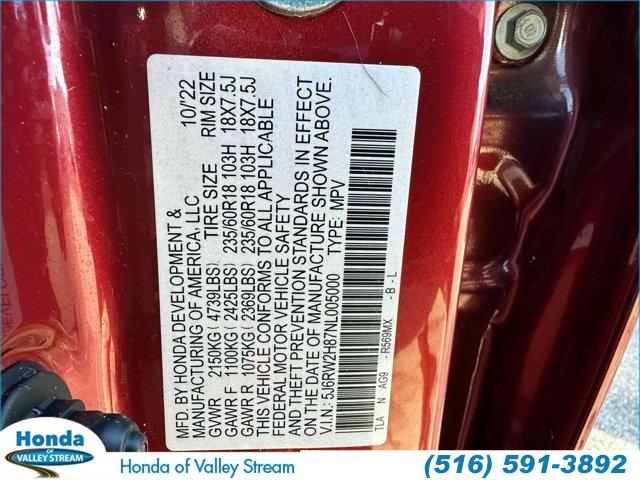 MFD. BY HONDA DEVELOPMENT &
MANUFACTURING OF AMERICA, LLC 10/'22
GVWR 2150KG ( 4739LBS) TIRE SIZE RIM SIZE
GAWR F 1100KG ( 2425LBS) 235/60R18 103H 18X7.5J
GAWR R 1075KG ( 2369LBS) 235/60R18 103H 18X7.5J
THIS VEHICLE CONFORMS TO ALL APPLICABLE
FEDERAL MOTOR VEHICLE SAFETY
AND THEFT PREVENTION STANDARDS IN EFFECT
ON THE DATE OF MANUFACTURE SHOWN ABOVE.
V.I.N: 5J6RW2H87NL005000 TYPE: MPV
TLA N AG9 - R569MX - B - L
Honda
OF
VALLEY STREAM
Honda of Valley Stream
(516) 591-3892